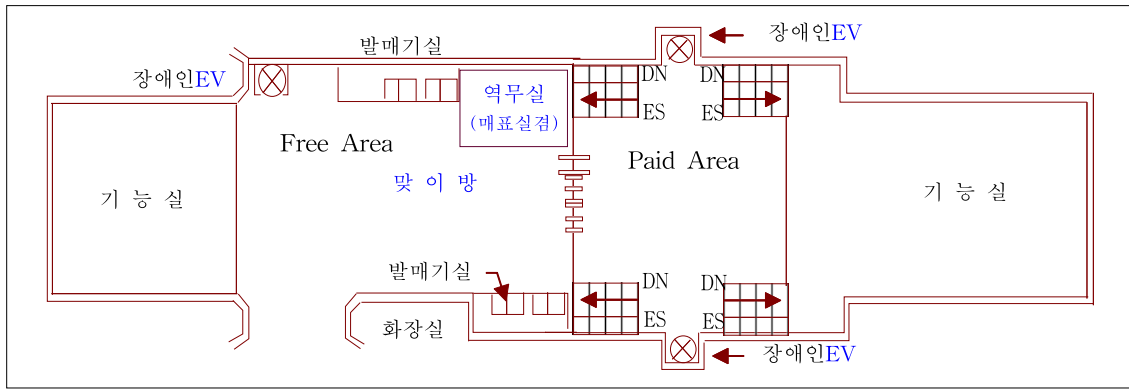 발매기실
장애인EV
장애인EV
DN
DN
역무실
(매표실겸)
ES
ES
Free Area
Paid Area
맞 이 방
기 능 실
기 능 실
발매기실
DN
DN
화장실
ES
ES
장애인EV